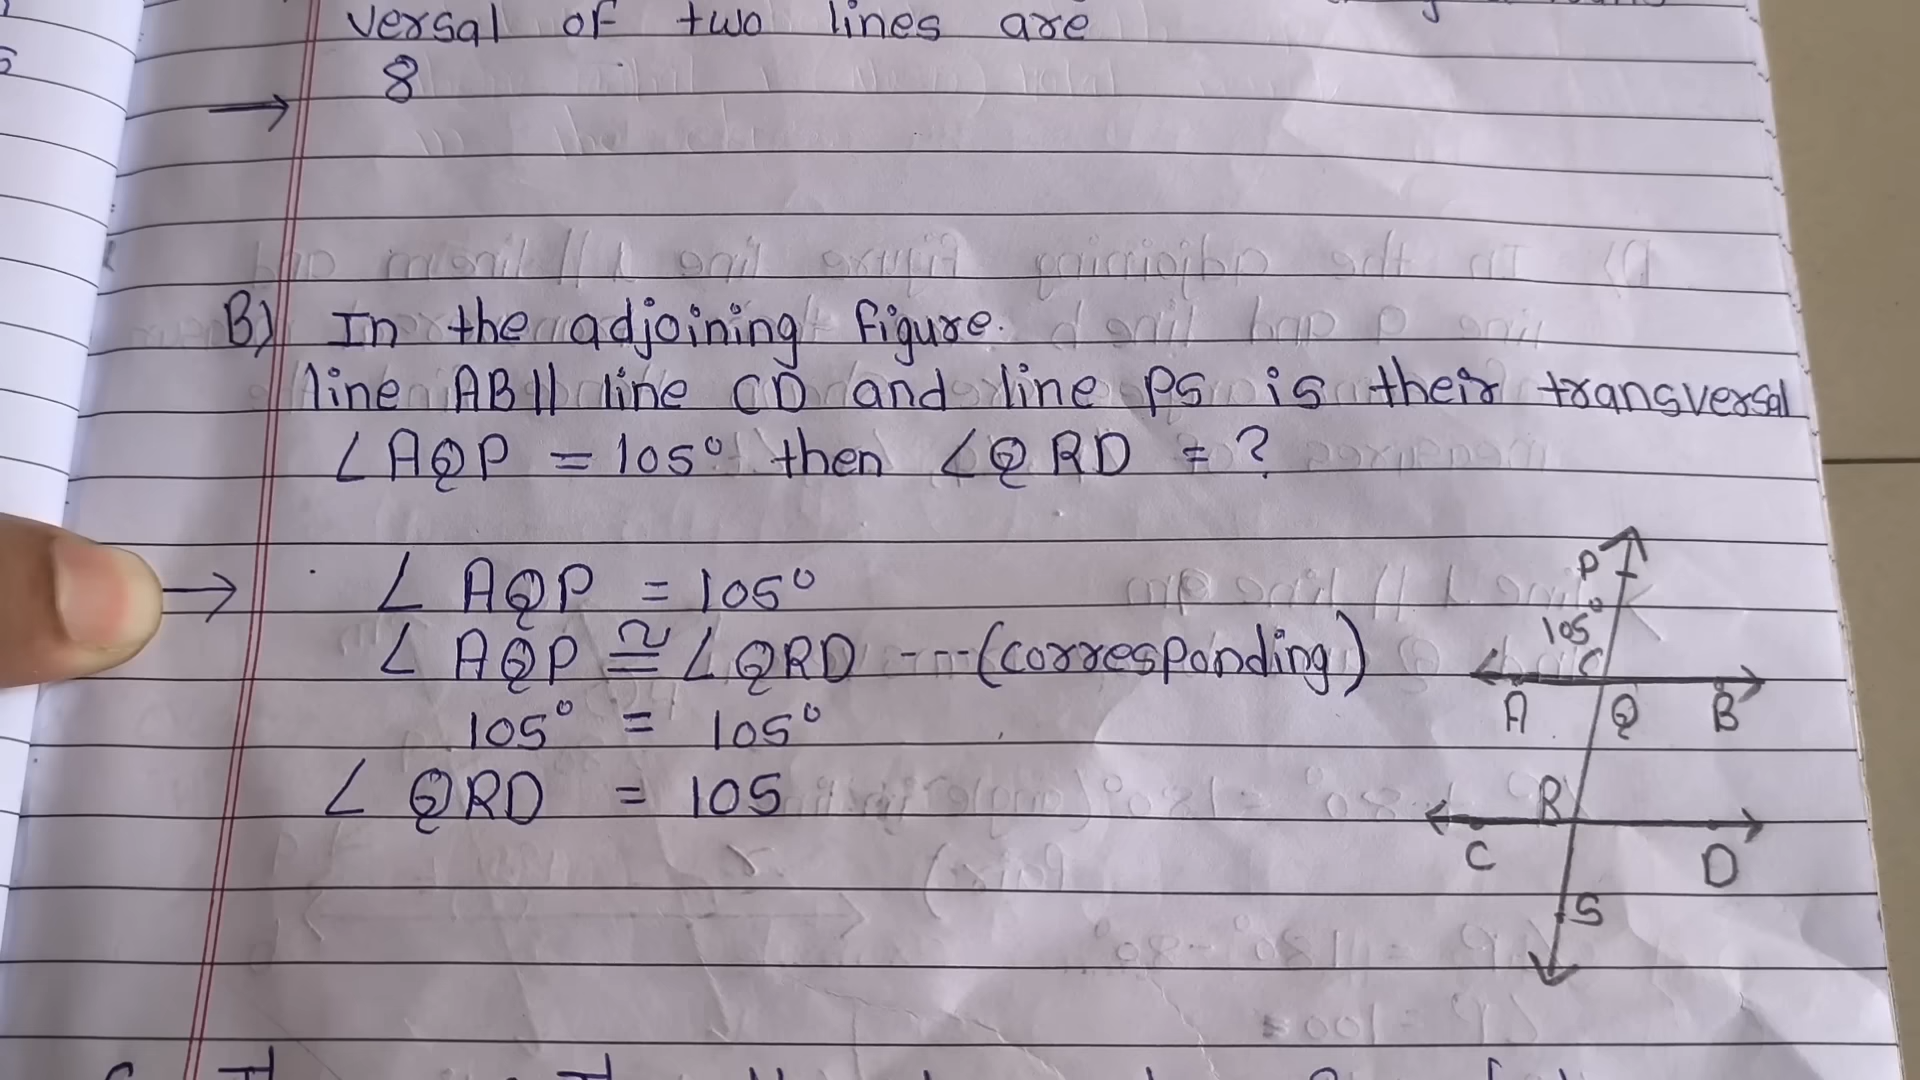 versal of two lines are
8
B) In the adjoining figure.
line AB || line CD and line PS is their transversal
∠AQP = 105° then ∠QRD = ?
∠ AQP = 105°
∠ AQP ≅ ∠ QRD --- (corresponding)
105° = 105°
∠ QRD = 105
P
105°
A Q B
R
C D
S